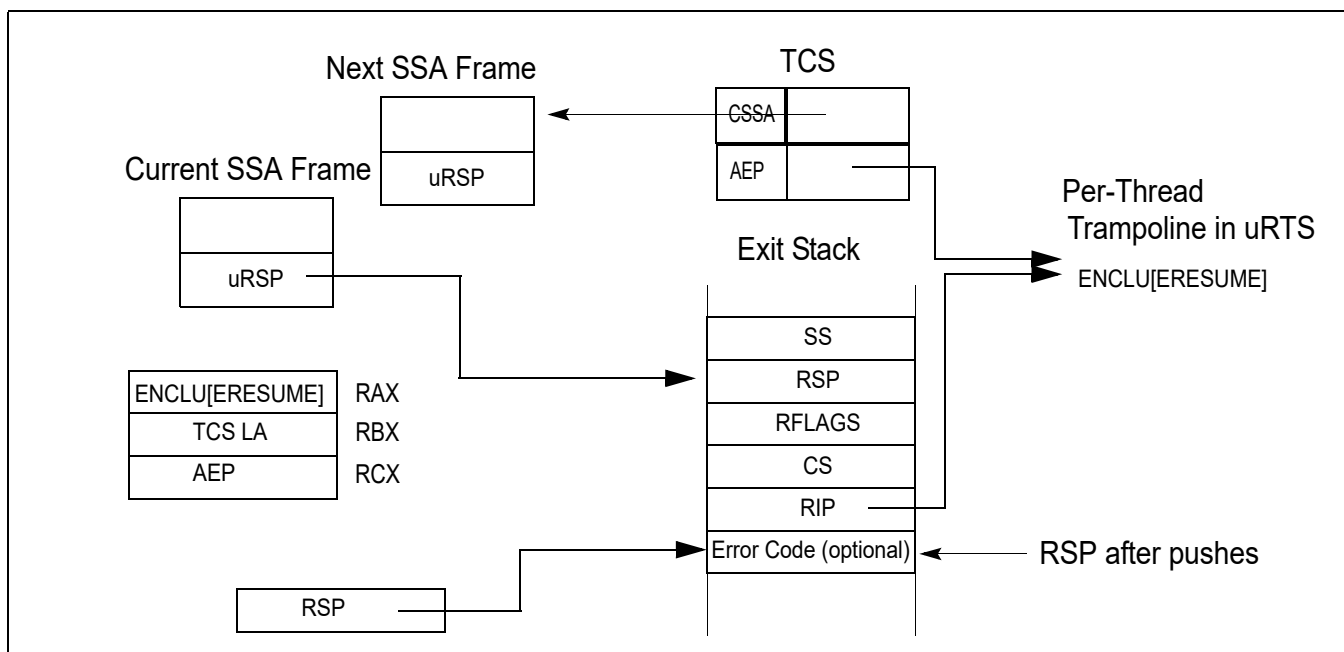 Next SSA Frame
TCS
CSSA
Current SSA Frame
uRSP
AEP
Per-Thread
Trampoline in uRTS
Exit Stack
uRSP
ENCLU[ERESUME]
SS
ENCLU[ERESUME] RAX
RSP
TCS LA RBX
RFLAGS
AEP RCX
CS
RIP
Error Code (optional)
RSP after pushes
RSP